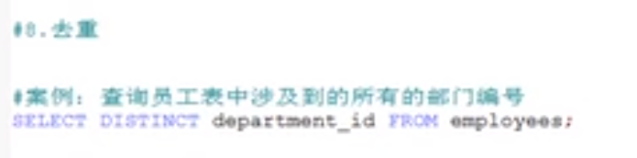 #8.去重
#案例：查询员工表中涉及到的所有的部门编号
SELECT DISTINCT department_id FROM employees;